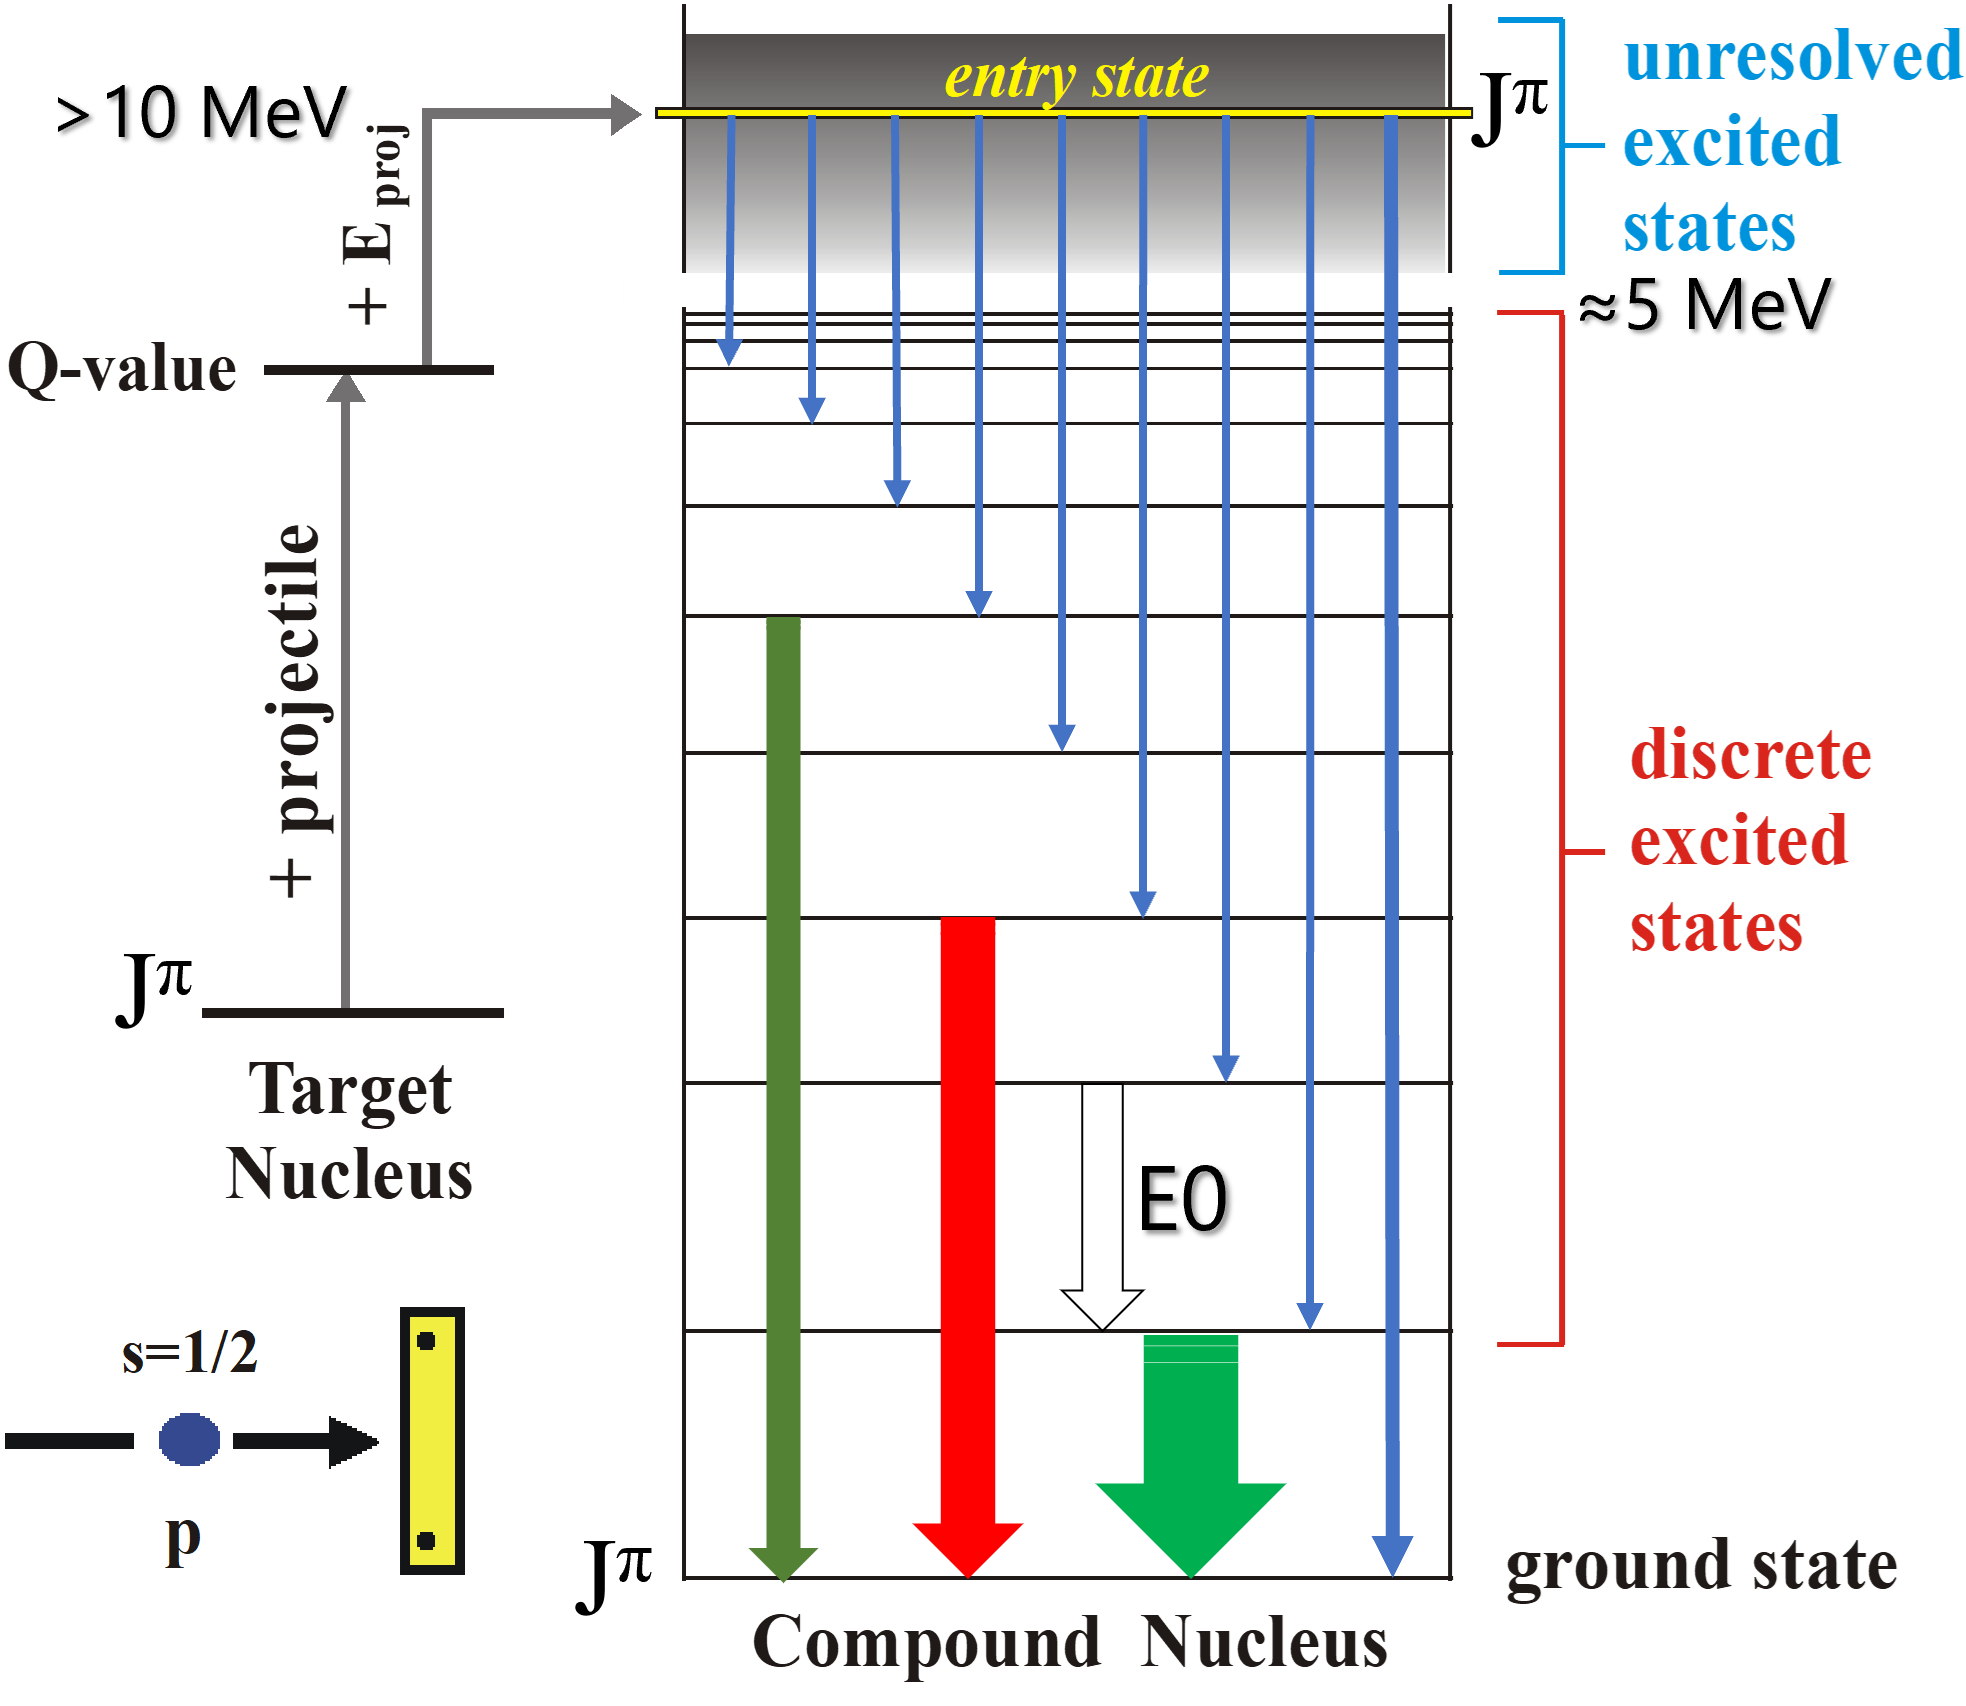 >10 MeV
+ E proj
Q-value
+ projectile
Jπ
Target
Nucleus
s=1/2
p
entry state
Jπ
unresolved
excited
states
≈5 MeV
discrete
excited
states
E0
Jπ
ground state
Compound Nucleus